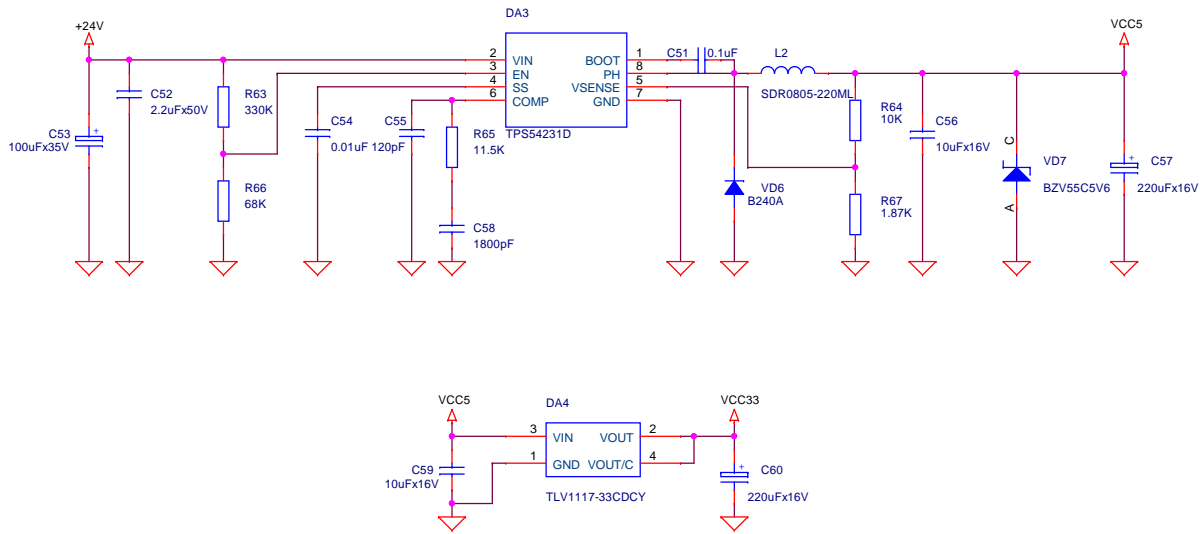 DA3
+24V
VCC5
2 VIN BOOT 1
3 EN PH 8
4 SS VSENSE 5
6 COMP GND 7
TPS54231D
C51 0.1uF
L2
SDR0805-220ML
C52
2.2uFx50V
R63
330K
C53
100uFx35V
+
C54
0.01uF
C55
120pF
R65
11.5K
R64
10K
C56
10uFx16V
C
VD7
BZV55C5V6
A
+
C57
220uFx16V
R66
68K
VD6
B240A
R67
1.87K
C58
1800pF
VCC5
DA4
VCC33
3 VIN VOUT 2
1 GND VOUT/C 4
TLV1117-33CDCY
C59
10uFx16V
+
C60
220uFx16V